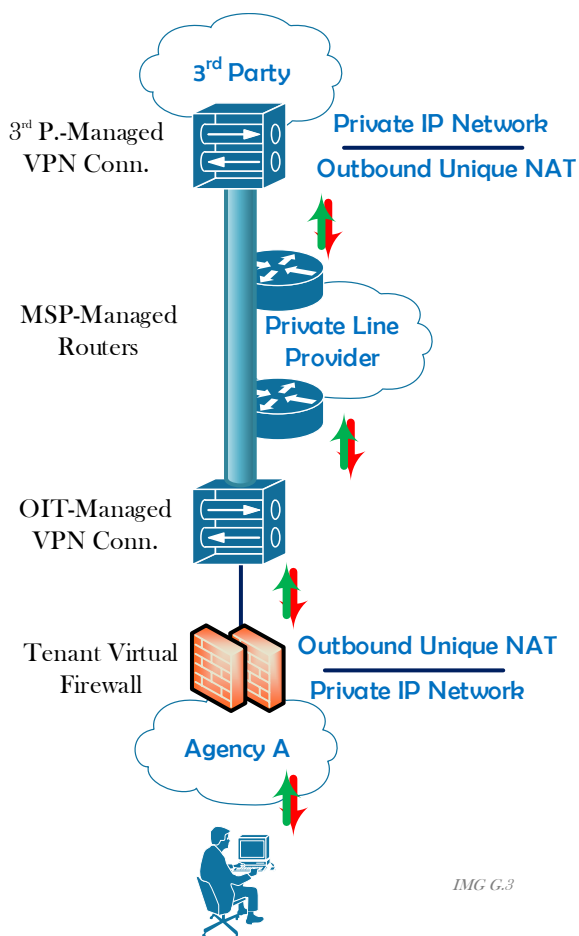 3rd Party
3rd P.-Managed
VPN Conn.
Private IP Network
Outbound Unique NAT
MSP-Managed
Routers
Private Line
Provider
OIT-Managed
VPN Conn.
Tenant Virtual
Firewall
Outbound Unique NAT
Private IP Network
Agency A
IMG G.3